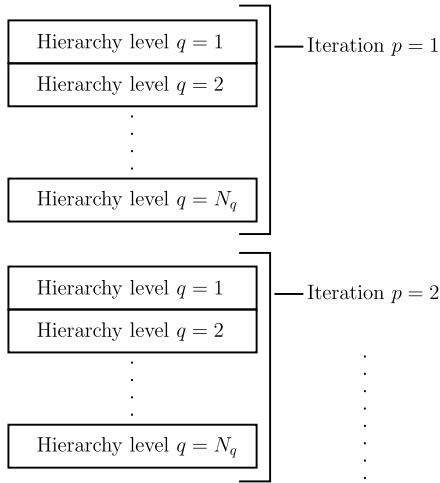 Hierarchy level q = 1
Iteration p = 1
Hierarchy level q = 2
Hierarchy level q = N_q
Hierarchy level q = 1
Iteration p = 2
Hierarchy level q = 2
Hierarchy level q = N_q